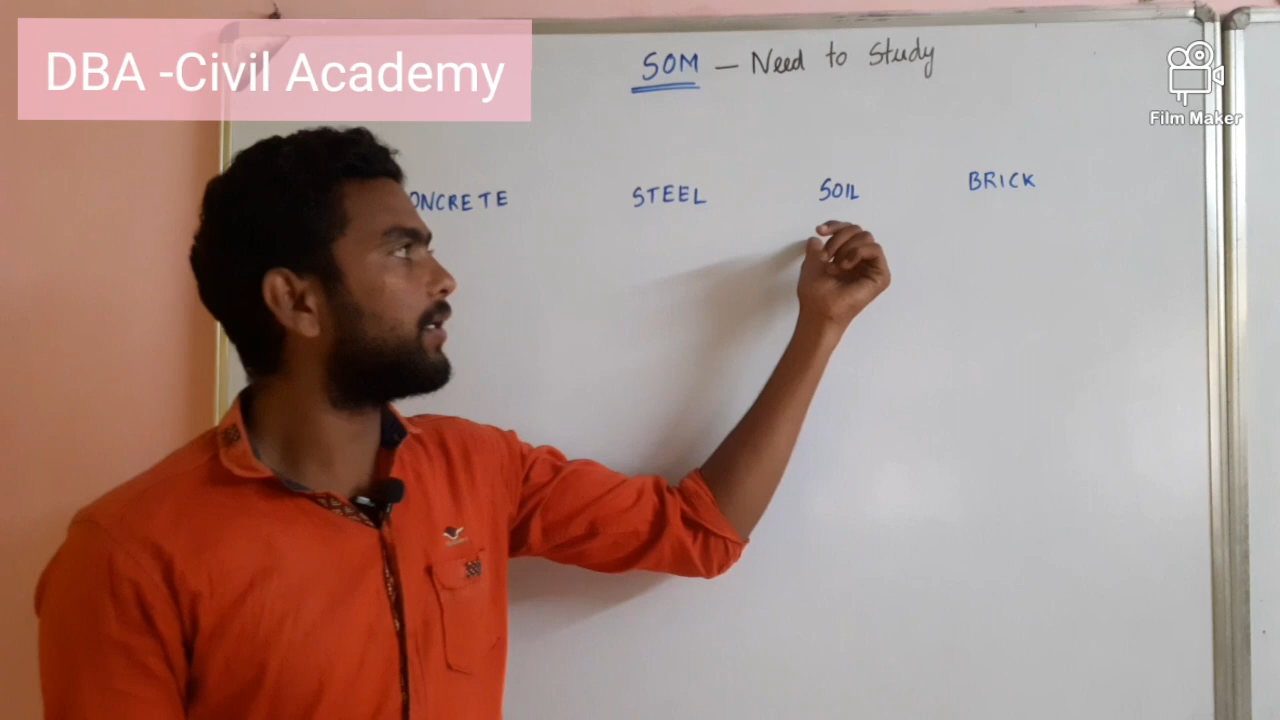 DBA -Civil Academy
SOM — Need to Study
Film Maker
ONCRETE STEEL SOIL BRICK